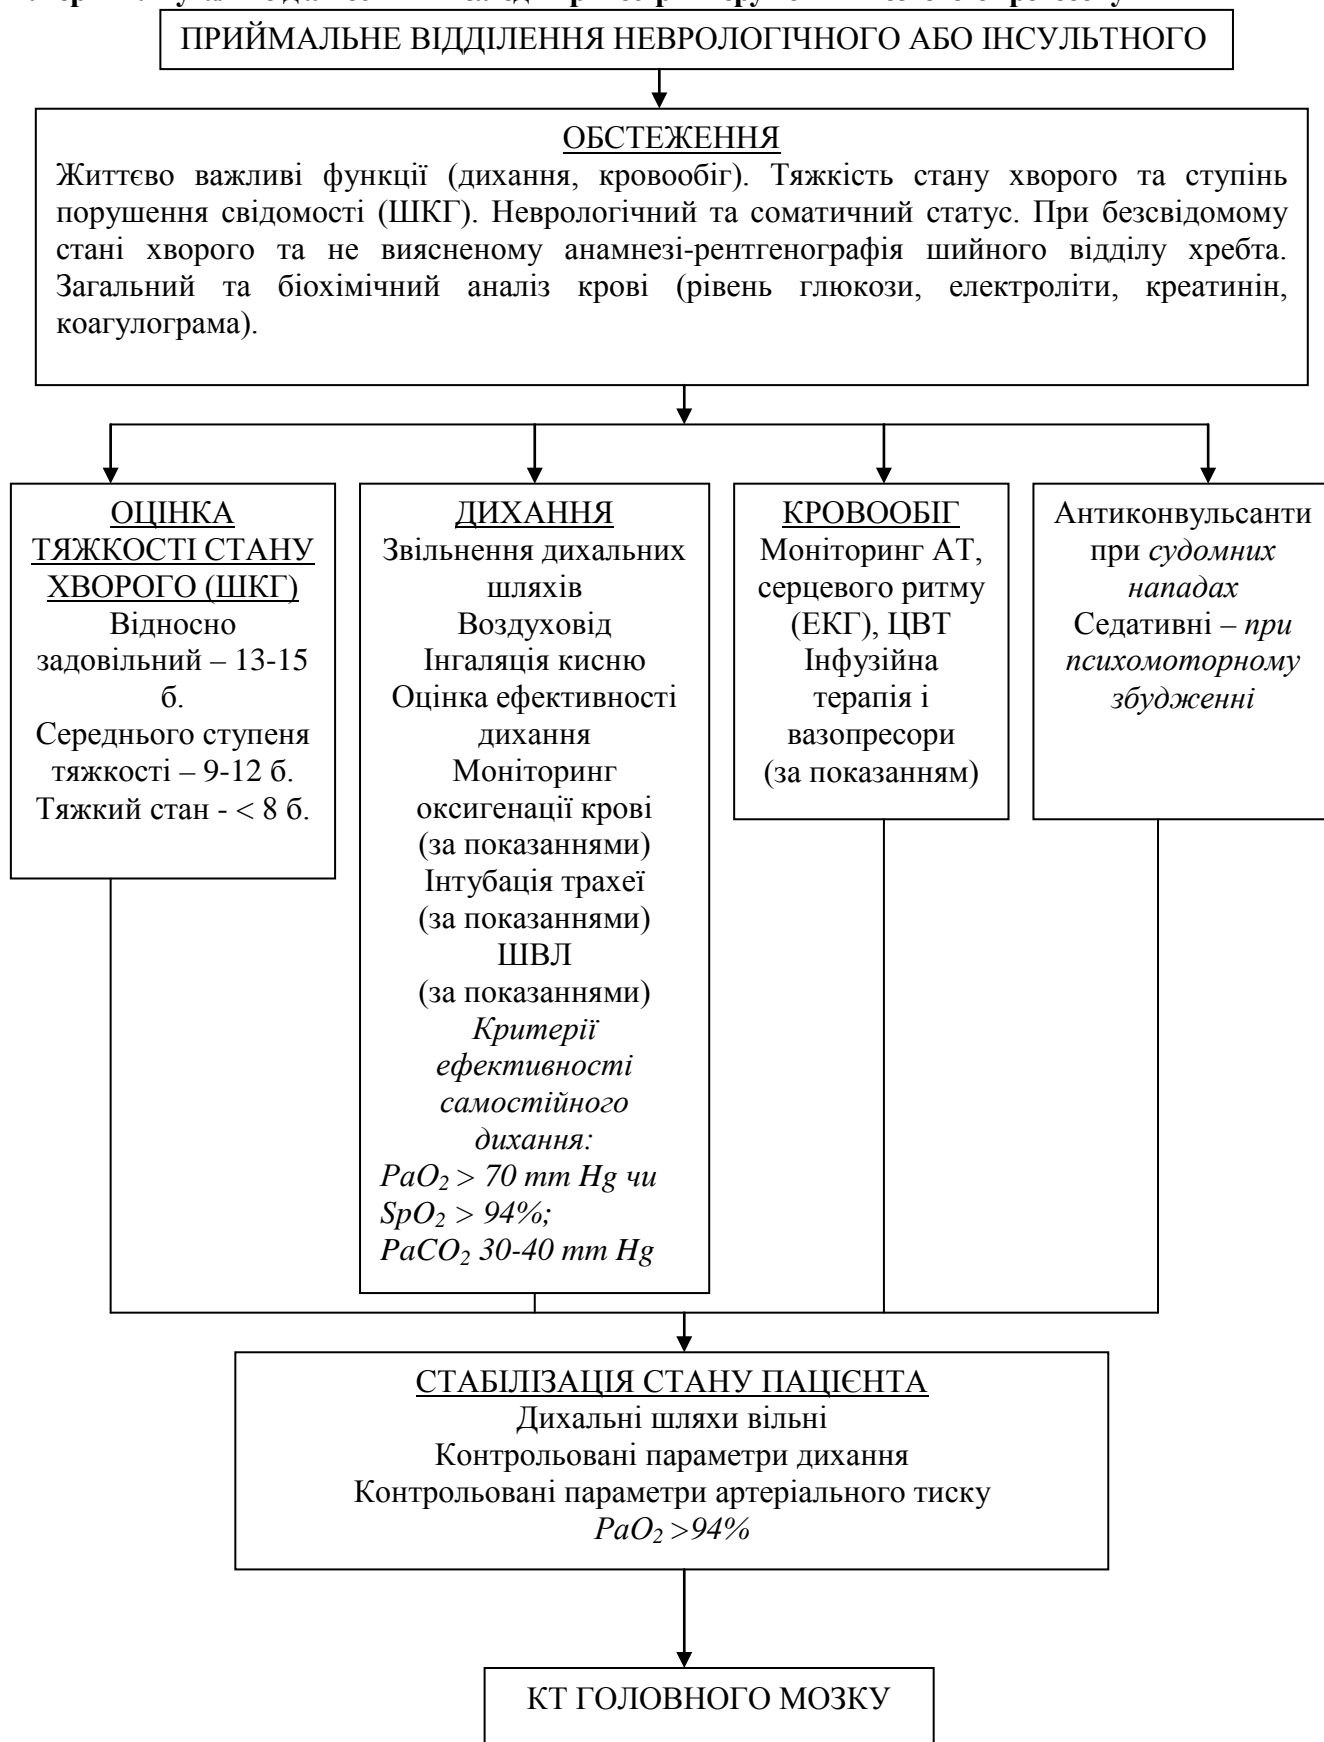 ПРИЙМАЛЬНЕ ВІДДІЛЕННЯ НЕВРОЛОГІЧНОГО АБО ІНСУЛЬТНОГО
ОБСТЕЖЕННЯ
Життєво важливі функції (дихання, кровообіг). Тяжкість стану хворого та ступінь
порушення свідомості (ШКГ). Неврологічний та соматичний статус. При безсвідомому
стані хворого та не виясненому анамнезі-рентгенографія шийного відділу хребта.
Загальний та біохімічний аналіз крові (рівень глюкози, електроліти, креатинін,
коагулограма).
ОЦІНКА
ТЯЖКОСТІ СТАНУ
ХВОРОГО (ШКГ)
Відносно
задовільний – 13-15
б.
Середнього ступеня
тяжкості – 9-12 б.
Тяжкий стан - < 8 б.
ДИХАННЯ
Звільнення дихальних
шляхів
Воздуховід
Інгаляція кисню
Оцінка ефективності
дихання
Моніторинг
оксигенації крові
(за показаннями)
Інтубація трахеї
(за показаннями)
ШВЛ
(за показаннями)
Критерії
ефективності
самостійного
дихання:
PaO₂ > 70 mm Hg чи
SpO₂ > 94%;
PaCO₂ 30-40 mm Hg
КРОВООБІГ
Моніторинг АТ,
серцевого ритму
(ЕКГ), ЦВТ
Інфузійна
терапія і
вазопресори
(за показанням)
Антиконвульсанти
при судомних
нападах
Седативні – при
психомоторному
збудженні
СТАБІЛІЗАЦІЯ СТАНУ ПАЦІЄНТА
Дихальні шляхи вільні
Контрольовані параметри дихання
Контрольовані параметри артеріального тиску
PaO₂ >94%
КТ ГОЛОВНОГО МОЗКУ